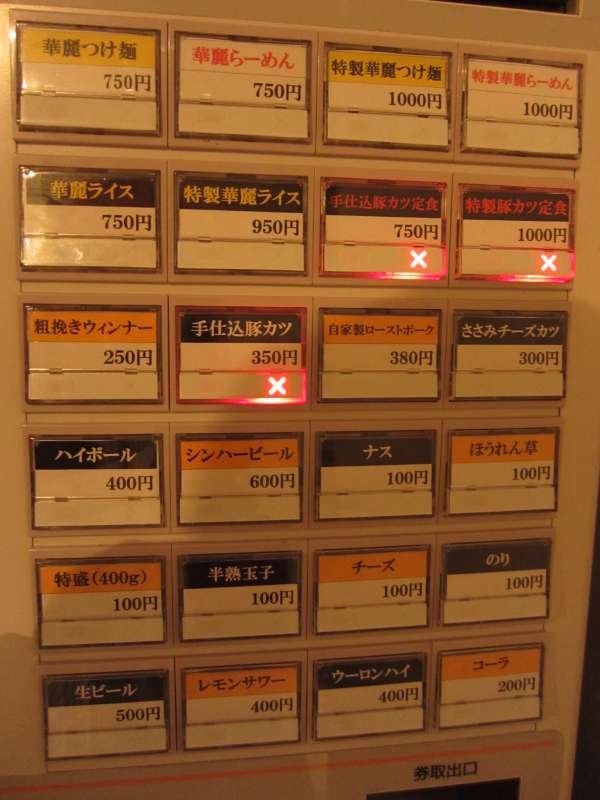 華麗つけ麺
750円
華麗らーめん
750円
特製華麗つけ麺
1000円
特製華麗らーめん
1000円
華麗ライス
750円
特製華麗ライス
950円
手仕込豚カツ定食
750円
×
特製豚カツ定食
1000円
×
粗挽きウィンナー
250円
手仕込豚カツ
350円
×
自家製ローストポーク
380円
ささみチーズカツ
300円
ハイボール
400円
シンハービール
600円
ナス
100円
ほうれん草
100円
特盛(400g)
100円
半熟玉子
100円
チーズ
100円
のり
100円
生ビール
500円
レモンサワー
400円
ウーロンハイ
400円
コーラ
200円
券取出口